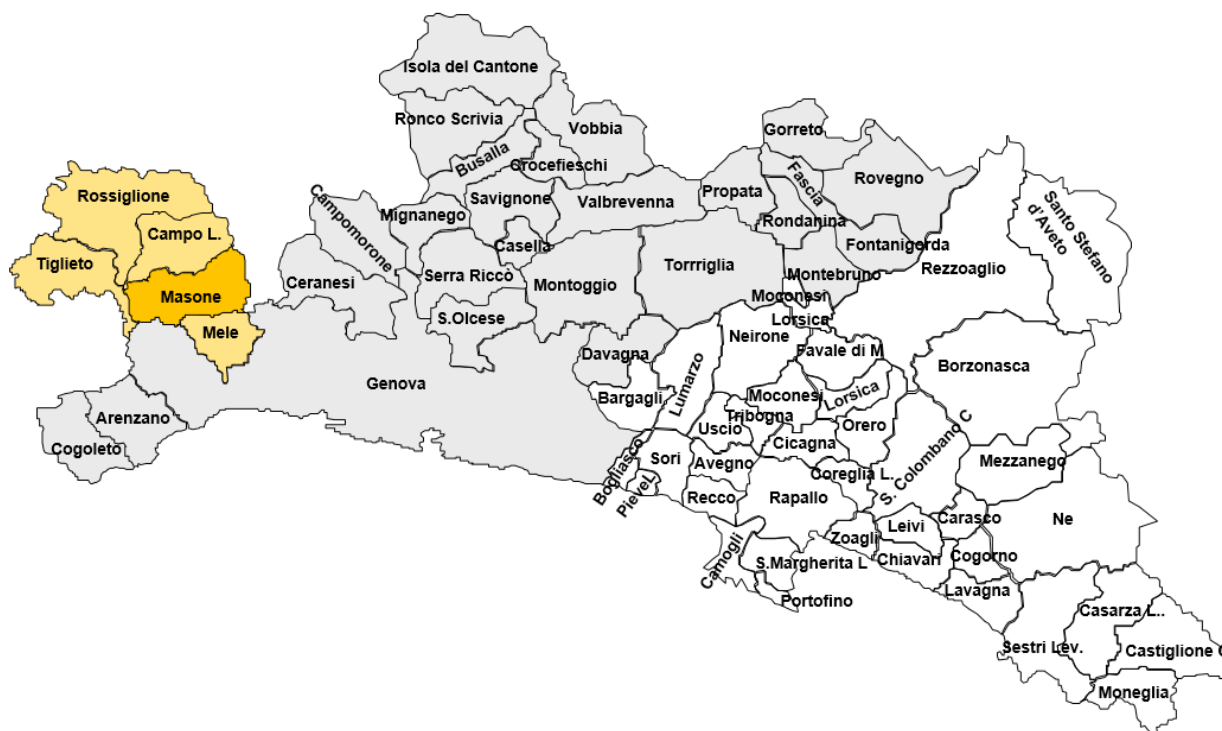 Isola del Cantone
Ronco Scrivia
Vobbia
Gorreto
Busalla
Crocefieschi
Fascia
Rovegno
Rossiglione
Campomorone
Mignanego
Savignone
Valbrevenna
Propata
Santo Stefano
d'Aveto
Campo L.
Casella
Rondanina
Fontanigorda
Tiglieto
Ceranesi
Serra Riccò
Montoggio
Torrriglia
Montebruno
Rezzoaglio
Masone
S.Olcese
Moconesi
Lorsica
Mele
Neirone
Davagna
Favale di M
Borzonasca
Genova
Bargagli
Lumarzo
Moconesi
Lorsica
Arenzano
Tribogna
Uscio
Orero
Cogoleto
Cicagna
S. Colombano C
Bogliasco
Sori
Avegno
Mezzanego
PieveL
Recco
Rapallo
Coreglia L.
Ne
Leivi
Carasco
Camogli
Zoagli
S.Margherita L
Chiavari
Cogorno
Portofino
Lavagna
Casarza L..
Sestri Lev.
Castiglione C
Moneglia